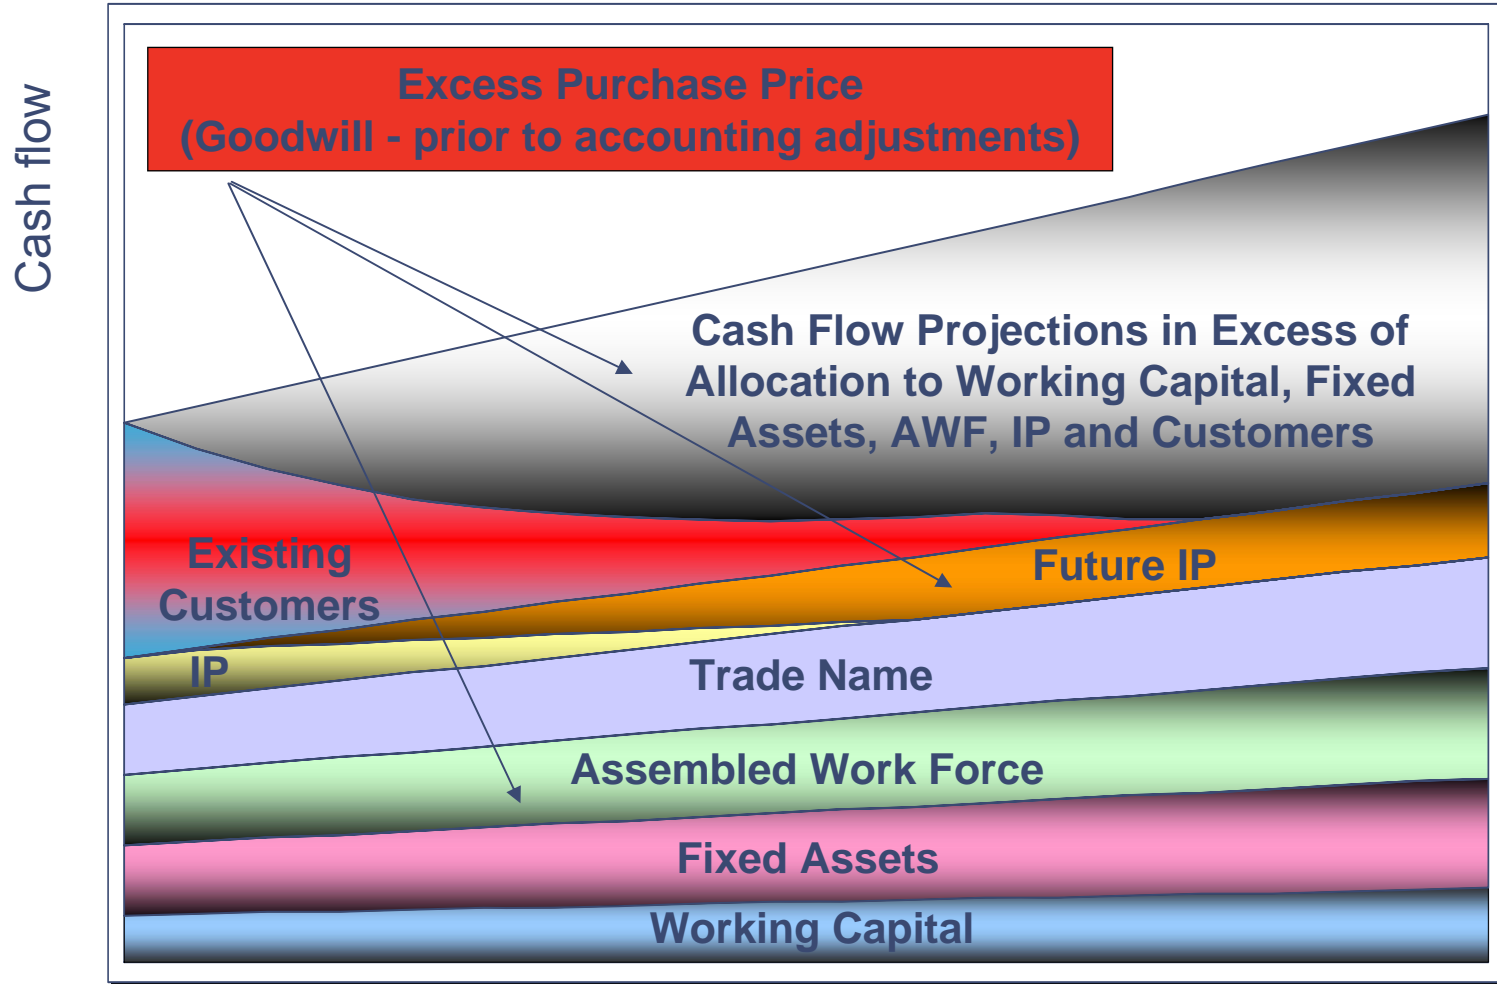 Cash flow
Excess Purchase Price
(Goodwill - prior to accounting adjustments)
Cash Flow Projections in Excess of
Allocation to Working Capital, Fixed
Assets, AWF, IP and Customers
Existing
Customers
Future IP
IP
Trade Name
Assembled Work Force
Fixed Assets
Working Capital